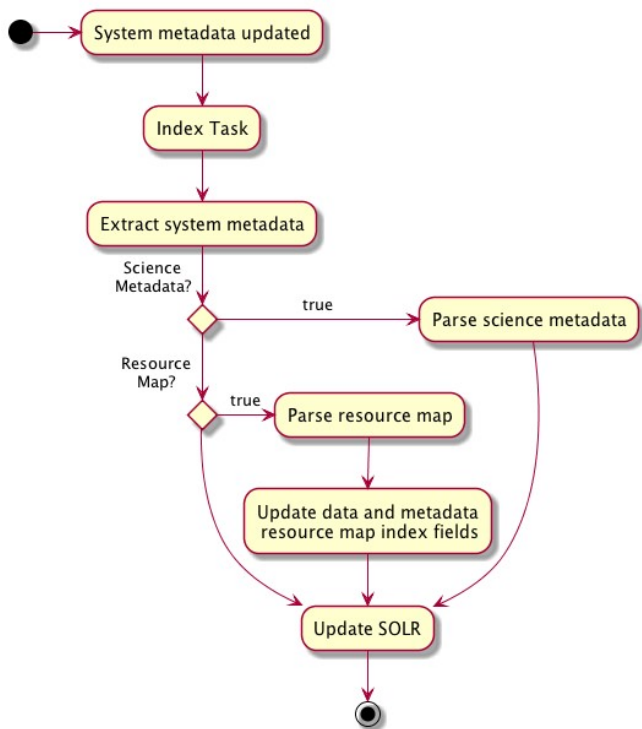 System metadata updated
Index Task
Extract system metadata
Science
Metadata?
true
Parse science metadata
Resource
Map?
true
Parse resource map
Update data and metadata
resource map index fields
Update SOLR